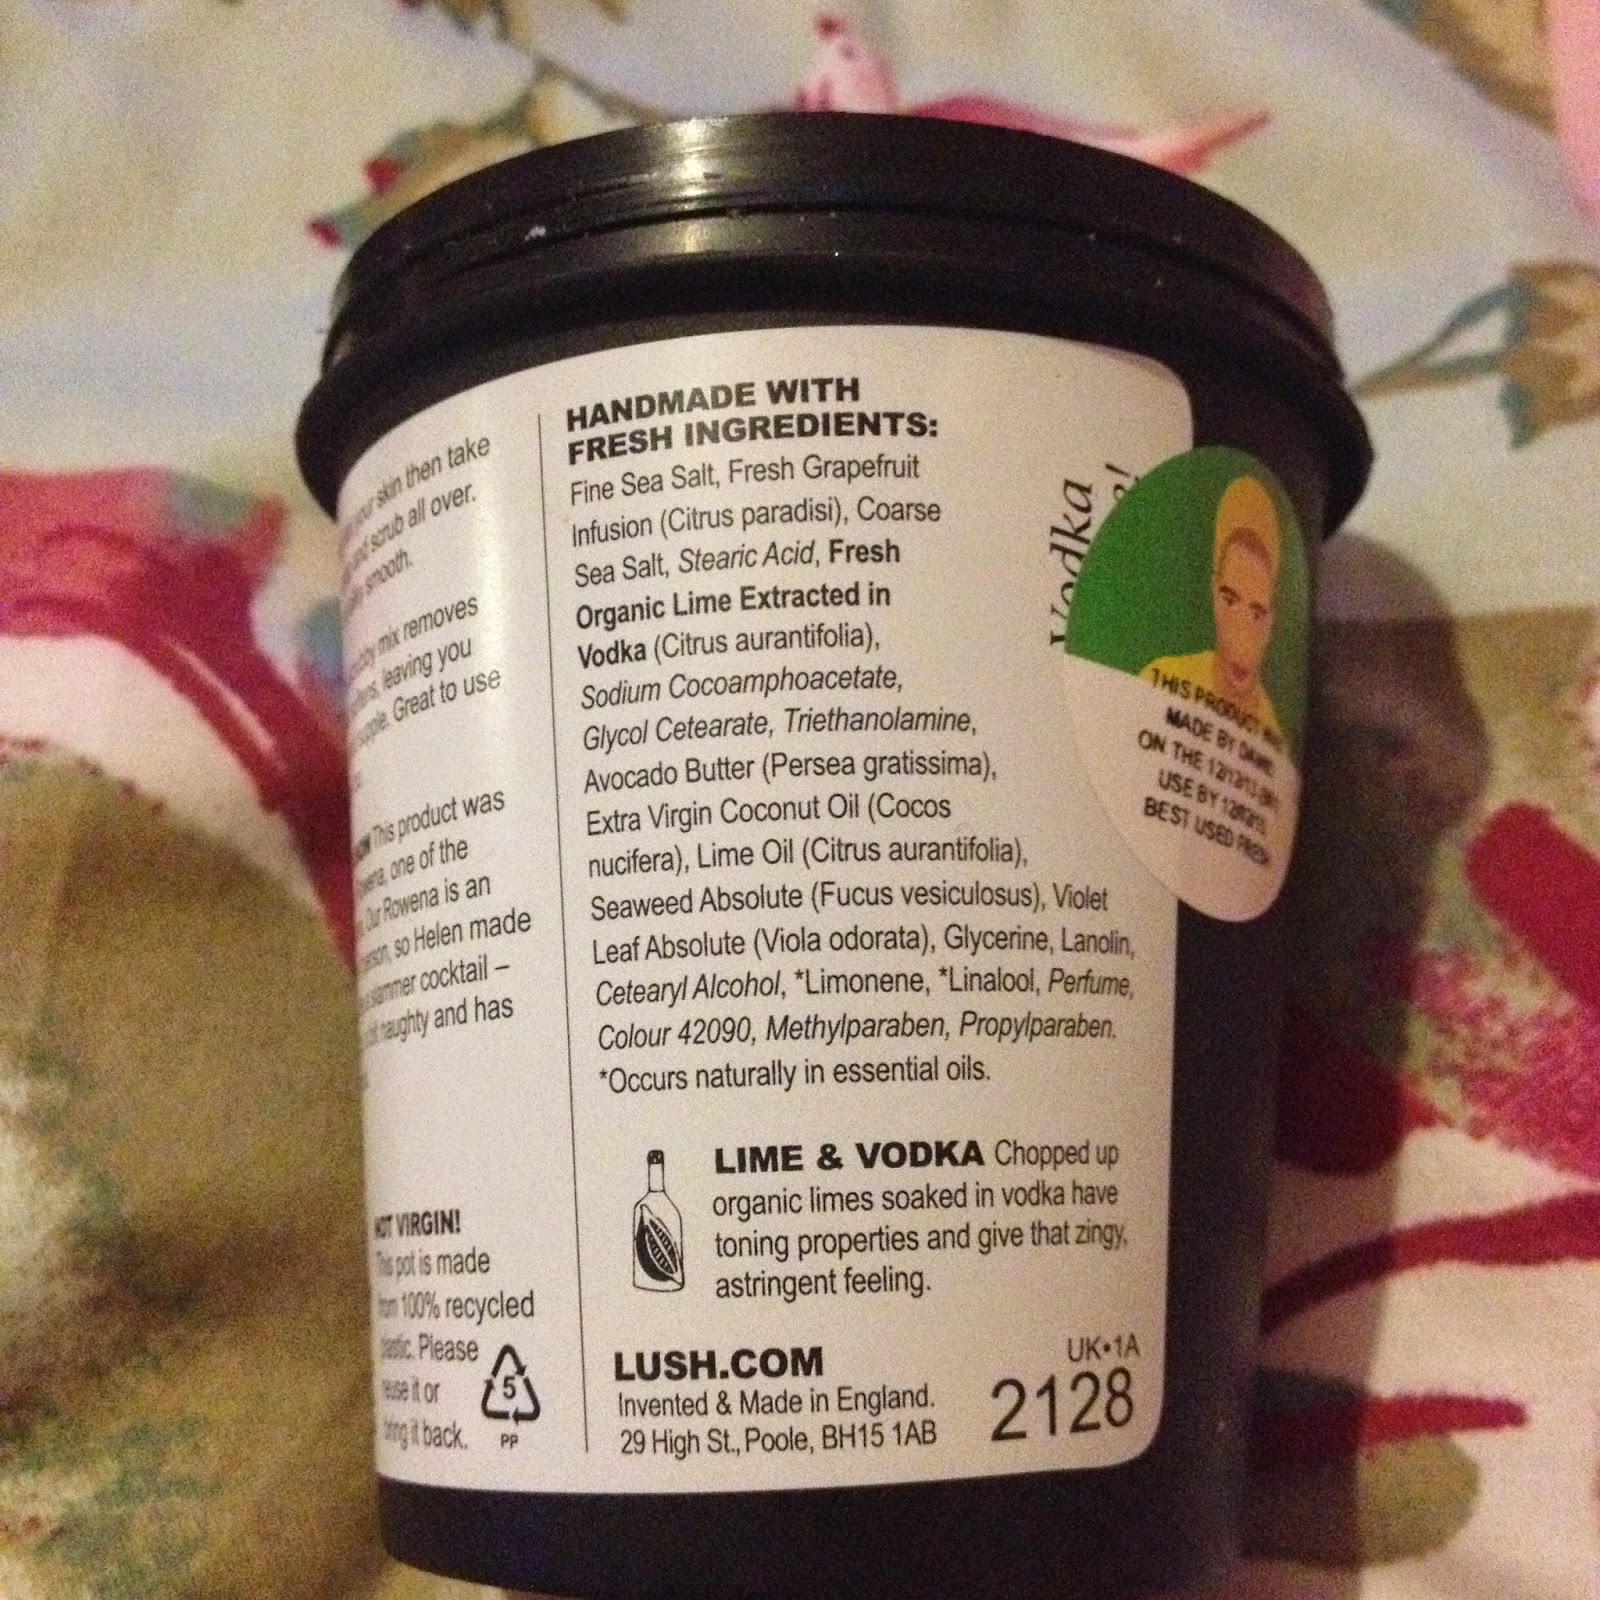 your skin then take
and scrub all over.
smooth.
mix removes
leaving you
Great to use
This product was
one of the
Our Rowena is an
so Helen made
slammer cocktail –
naughty and has
NOT VIRGIN!
This pot is made
from 100% recycled
plastic. Please
reuse it or
bring it back.
5
PP
HANDMADE WITH
FRESH INGREDIENTS:
Fine Sea Salt, Fresh Grapefruit
Infusion (Citrus paradisi), Coarse
Sea Salt, Stearic Acid, Fresh
Organic Lime Extracted in
Vodka (Citrus aurantifolia),
Sodium Cocoamphoacetate,
Glycol Cetearate, Triethanolamine,
Avocado Butter (Persea gratissima),
Extra Virgin Coconut Oil (Cocos
nucifera), Lime Oil (Citrus aurantifolia),
Seaweed Absolute (Fucus vesiculosus), Violet
Leaf Absolute (Viola odorata), Glycerine, Lanolin,
Cetearyl Alcohol, *Limonene, *Linalool, Perfume,
Colour 42090, Methylparaben, Propylparaben.
*Occurs naturally in essential oils.
LIME & VODKA Chopped up
organic limes soaked in vodka have
toning properties and give that zingy,
astringent feeling.
LUSH.COM
Invented & Made in England.
29 High St., Poole, BH15 1AB
UK•1A
2128
Vodka
THIS PRODUCT WAS
MADE BY
ON THE 12/12/13
USE BY
BEST USED FRESH